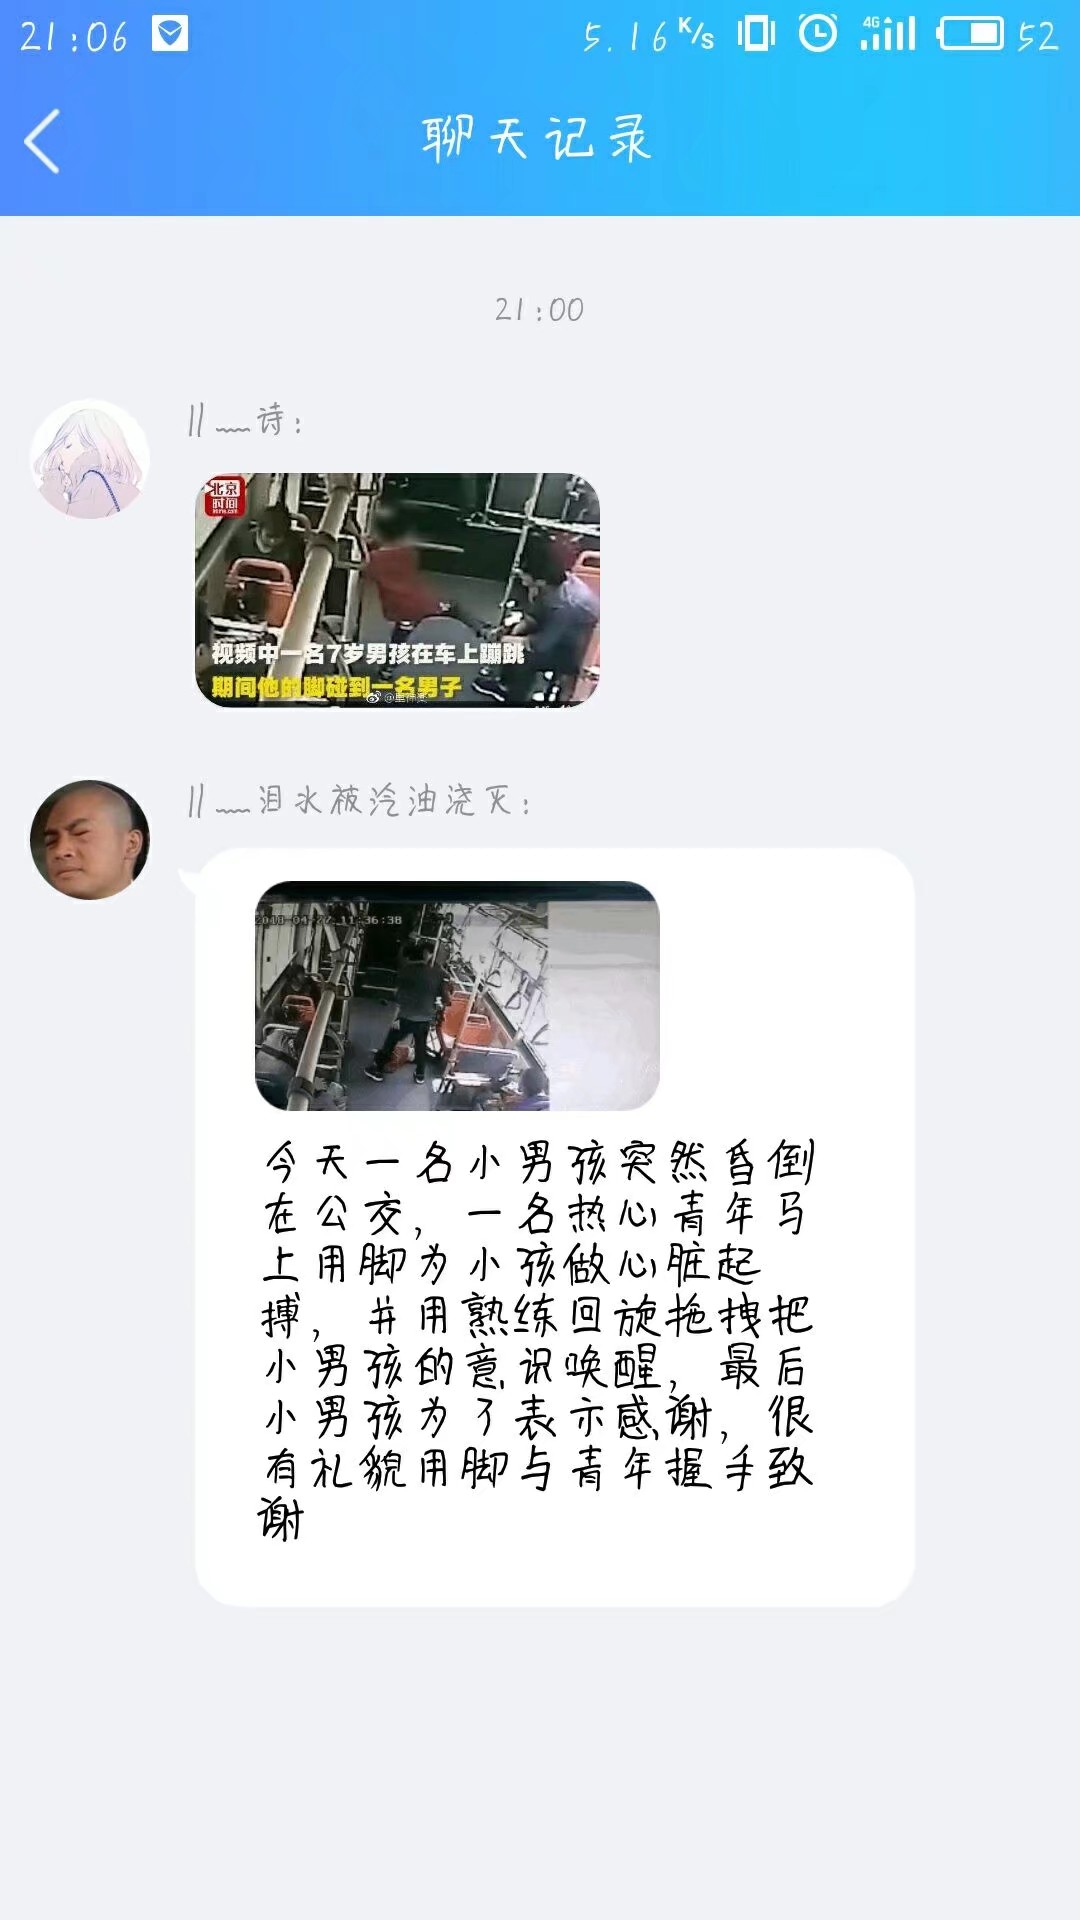 21:06
5.16 K/s
4G
52
聊天记录
21:00
||﹏诗:
北京
时间
视频中一名7岁男孩在车上蹦跳
期间他的脚碰到一名男子
||﹏泪水被汽油浇灭:
2018-04-27 11:36:38
今天一名小男孩突然昏倒
在公交,一名热心青年马
上用脚为小孩做心脏起
搏,并用熟练回旋拖拽把
小男孩的意识唤醒,最后
小男孩为了表示感谢,很
有礼貌用脚与青年握手致
谢